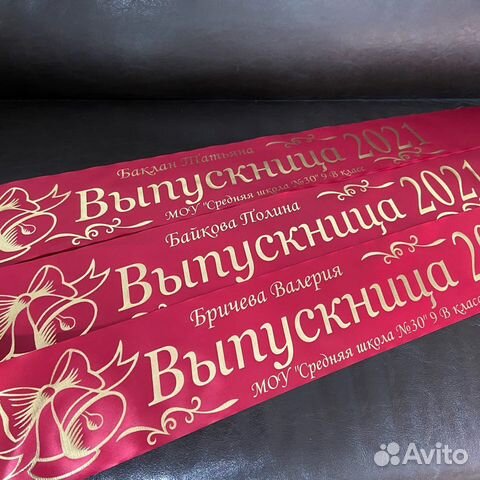 Баклан Татьяна
Выпускница 2021
МОУ "Средняя школа №30" 9 В класс
Байкова Полина
Выпускница 2021
Бричева Валерия
Выпускница 20
МОУ "Средняя школа №30" 9 В класс
Avito